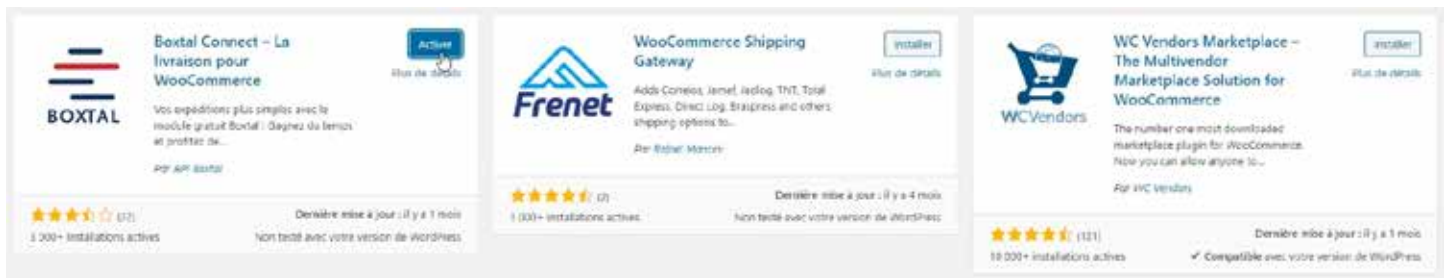 BOXTAL
Boxtal Connect – La
livraison pour
WooCommerce
Activer
Plus de détails
Vos expéditions plus simples avec le
module gratuit Boxtal ! Gagnez du temps
et profitez de...
Par API Boxtal
(37)
Dernière mise à jour : il y a 1 mois
3 000+ installations actives
Non testé avec votre version de WordPress
Frenet
WooCommerce Shipping
Gateway
Installer
Plus de détails
Adds Correios, Jamef, Jadlog, TNT, Total
Express, Direct Log, Braspress and others
shipping options to...
Par Rafael Mancini
(2)
Dernière mise à jour : il y a 4 mois
1 000+ installations actives
Non testé avec votre version de WordPress
WCVendors
WC Vendors Marketplace –
The Multivendor
Marketplace Solution for
WooCommerce
Installer
Plus de détails
The number one most downloaded
marketplace plugin for WooCommerce.
Now you can allow anyone to...
Par WC Vendors
(121)
Dernière mise à jour : il y a 1 mois
10 000+ installations actives
✓ Compatible avec votre version de WordPress